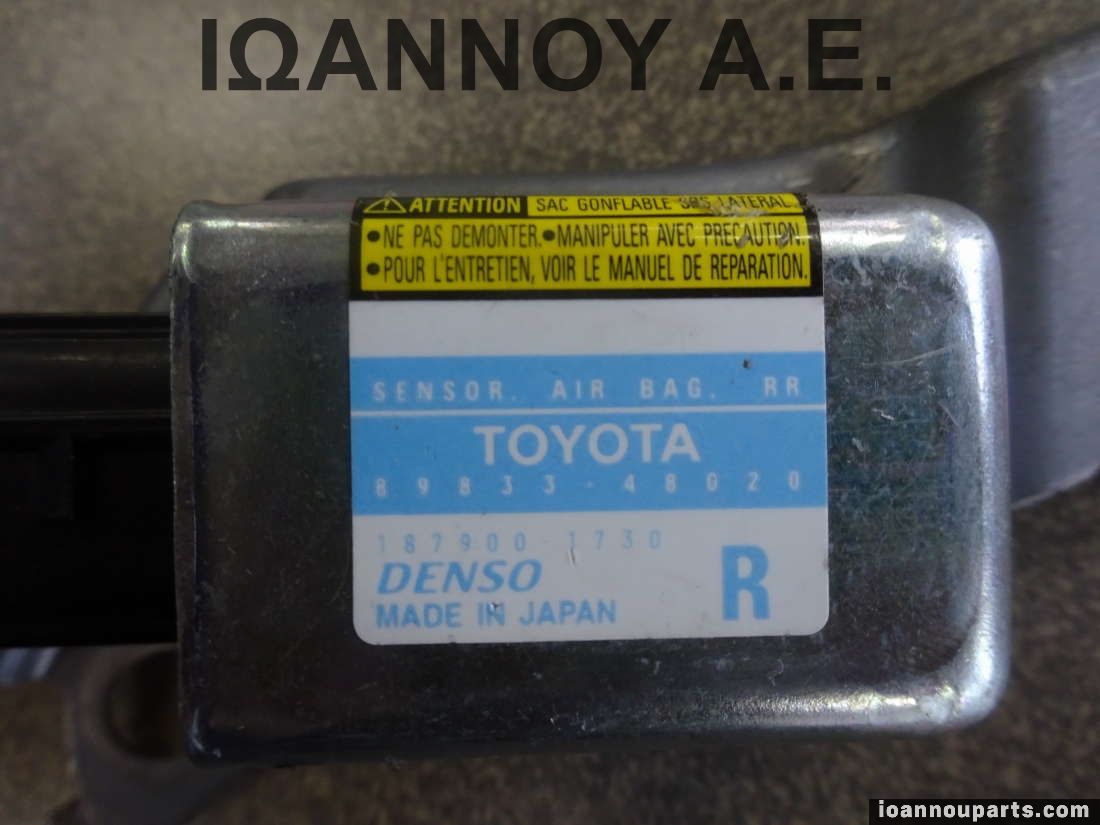 ΙΩΑΝΝΟΥ Α.Ε.
ATTENTION SAC GONFLABLE SRS LATERAL
•NE PAS DEMONTER.•MANIPULER AVEC PRECAUTION.
•POUR L'ENTRETIEN, VOIR LE MANUEL DE REPARATION.
SENSOR, AIR BAG, RR
TOYOTA
89833-48020
187900-1730
DENSO
MADE IN JAPAN
R
ioannouparts.com